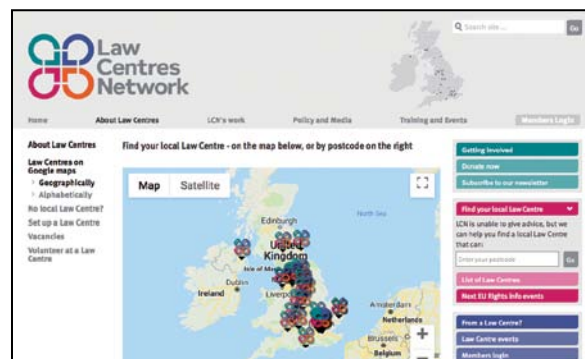 Law
Centres
Network
Search site ...
Go
Home
About Law Centres
LCN's work
Policy and Media
Training and Events
Members Login
About Law Centres
Law Centres on
Google maps
› Geographically
› Alphabetically
No local Law Centre?
Set up a Law Centre
Vacancies
Volunteer at a Law
Centre
Find your local Law Centre - on the map below, or by postcode on the right
Map
Satellite
North Sea
Edinburgh
United
Kingdom
Isle of Man
Dublin
Ireland
Liverpool
Amsterdam
Netherlands
Brussels
Belgium
+
Getting involved
Donate now
Subscribe to our newsletter
Find your local Law Centre
LCN is unable to give advice, but we
can help you find a local Law Centre
that can:
Enter your postcode
Go
List of Law Centres
Next EU Rights info events
From a Law Centre?
Law Centre events
Members login